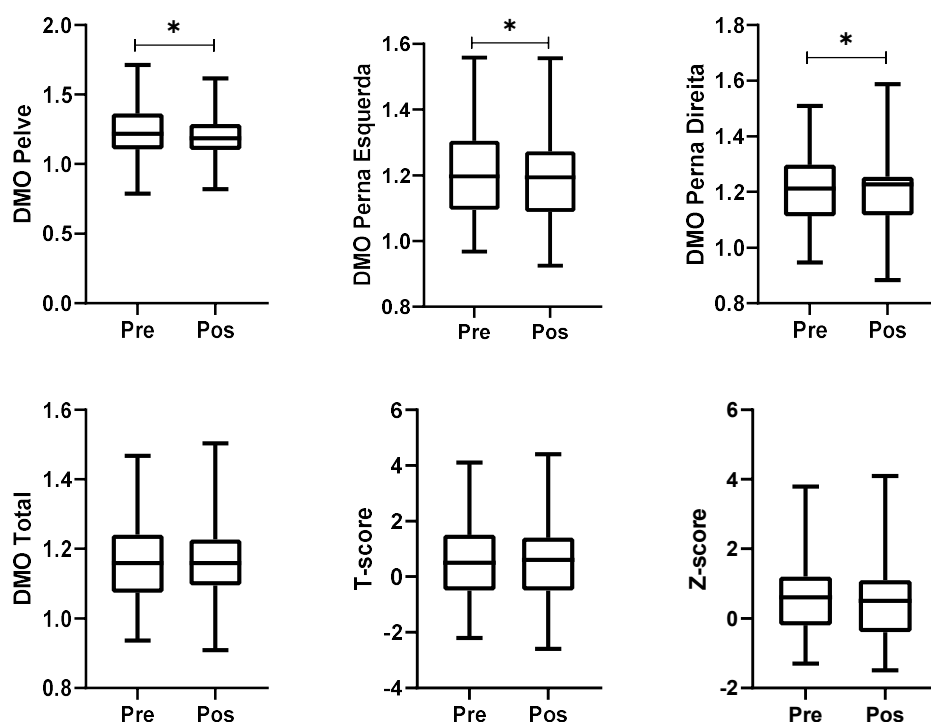 DMO Pelve
2.0
1.5
1.0
0.5
0.0
*
Pre Pos
DMO Perna Esquerda
1.6
1.4
1.2
1.0
0.8
*
Pre Pos
DMO Perna Direita
1.8
1.6
1.4
1.2
1.0
0.8
*
Pre Pos
DMO Total
1.6
1.4
1.2
1.0
0.8
Pre Pos
T-score
6
4
2
0
-2
-4
Pre Pos
Z-score
6
4
2
0
-2
Pre Pos